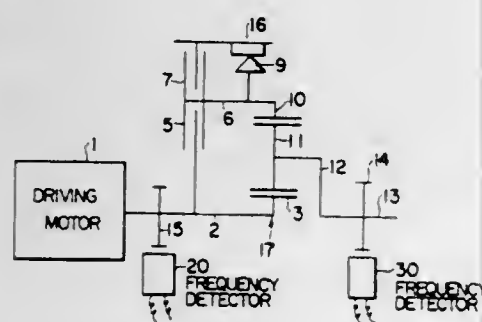 16
7
9
10
5
6
11
1
12
14
DRIVING
MOTOR
13
3
15
2
17
20
FREQUENCY
DETECTOR
30
FREQUENCY
DETECTOR